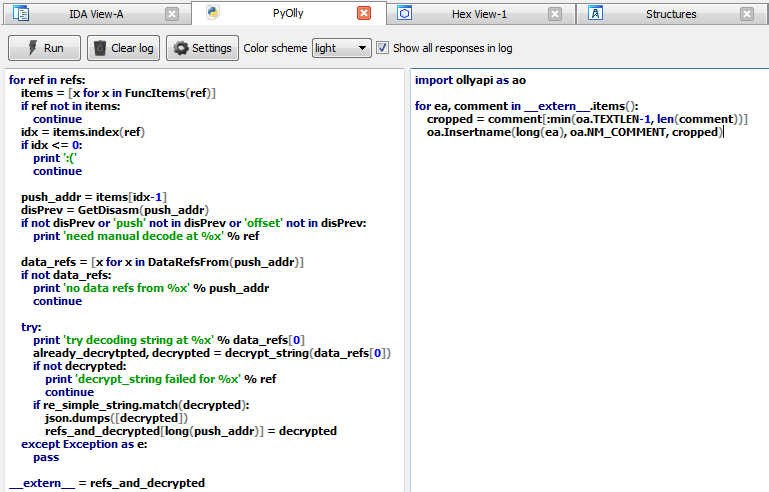 IDA View-A
PyOlly
Hex View-1
Structures
Run
Clear log
Settings
Color scheme
light
Show all responses in log
for ref in refs:
items = [x for x in FuncItems(ref)]
if ref not in items:
continue
idx = items.index(ref)
if idx <= 0:
print ':('
continue
push_addr = items[idx-1]
disPrev = GetDisasm(push_addr)
if not disPrev or 'push' not in disPrev or 'offset' not in disPrev:
print 'need manual decode at %x' % ref
data_refs = [x for x in DataRefsFrom(push_addr)]
if not data_refs:
print 'no data refs from %x' % push_addr
continue
try:
print 'try decoding string at %x' % data_refs[0]
already_decrytpted, decrypted = decrypt_string(data_refs[0])
if not decrypted:
print 'decrypt_string failed for %x' % ref
continue
if re_simple_string.match(decrypted):
json.dumps([decrypted])
refs_and_decrypted[long(push_addr)] = decrypted
except Exception as e:
pass
__extern__ = refs_and_decrypted
import ollyapi as ao
for ea, comment in __extern__.items():
cropped = comment[:min(oa.TEXTLEN-1, len(comment))]
oa.Insertname(long(ea), oa.NM_COMMENT, cropped)